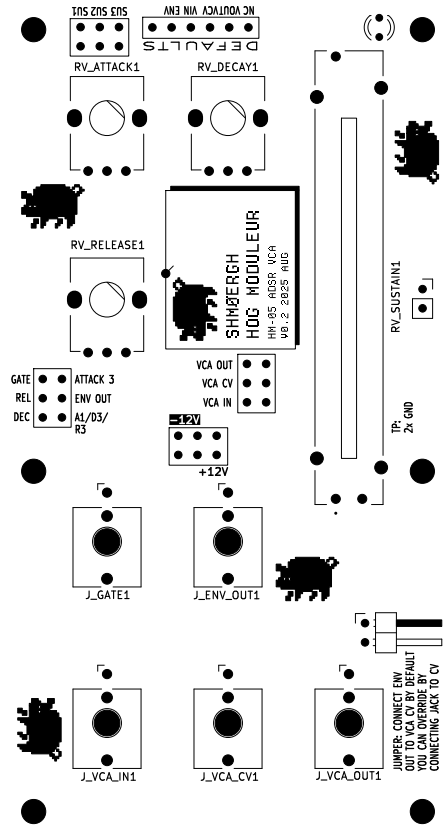 SU3 SU2 SU1
NC VOUT VCV VIN ENV
DEFAULTS
RV_ATTACK1
RV_DECAY1
RV_RELEASE1
SHMØERGH
HOG MODULEUR
HM-05 ADSR VCA
V0.2 2025 AUG
RV_SUSTAIN1
GATE
ATTACK 3
REL
ENV OUT
DEC
A1/D3/
R3
VCA OUT
VCA CV
VCA IN
TP:
2x GND
-12V
+12V
J_GATE1
J_ENV_OUT1
JUMPER: CONNECT ENV
OUT TO VCA CV BY DEFAULT
YOU CAN OVERRIDE BY
CONNECTING JACK TO CV
J_VCA_IN1
J_VCA_CV1
J_VCA_OUT1